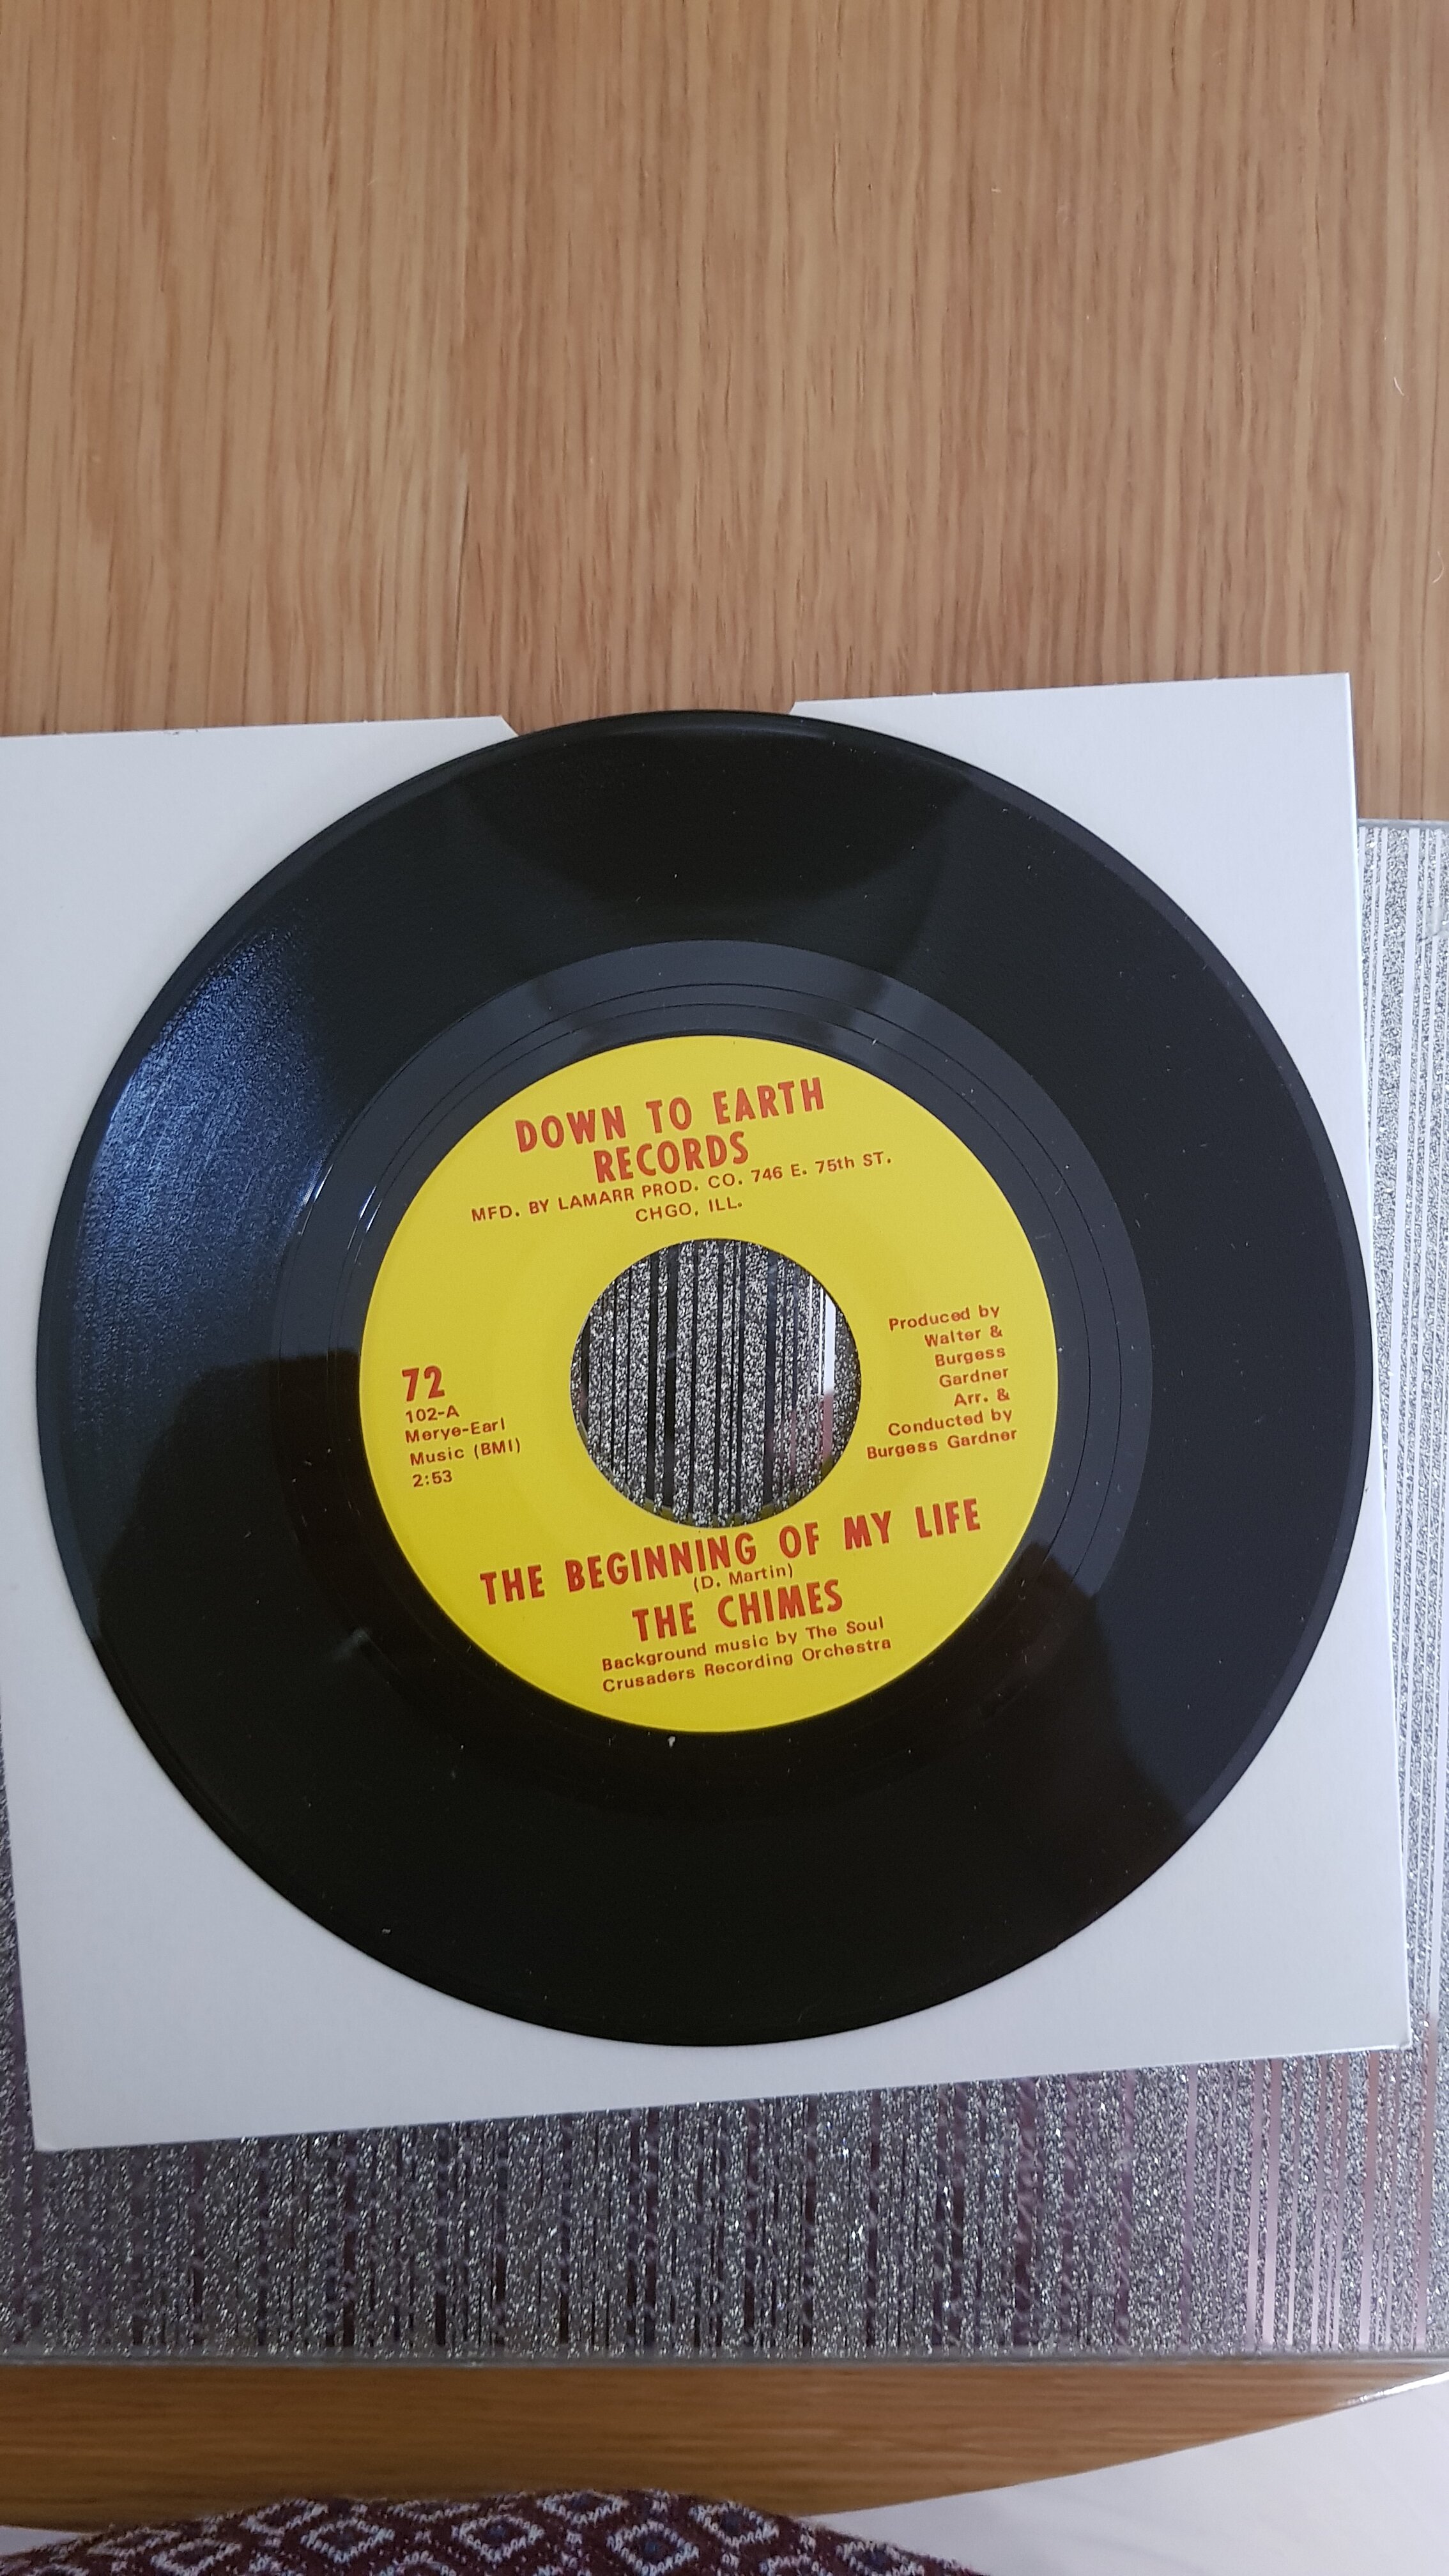 DOWN TO EARTH
RECORDS
MFD. BY LAMARR PROD. CO. 746 E. 75th ST.
CHGO, ILL.
72
102-A
Merye-Earl
Music (BMI)
2:53
Produced by
Walter &
Burgess
Gardner
Arr. &
Conducted by
Burgess Gardner
THE BEGINNING OF MY LIFE
(D. Martin)
THE CHIMES
Background music by The Soul
Crusaders Recording Orchestra